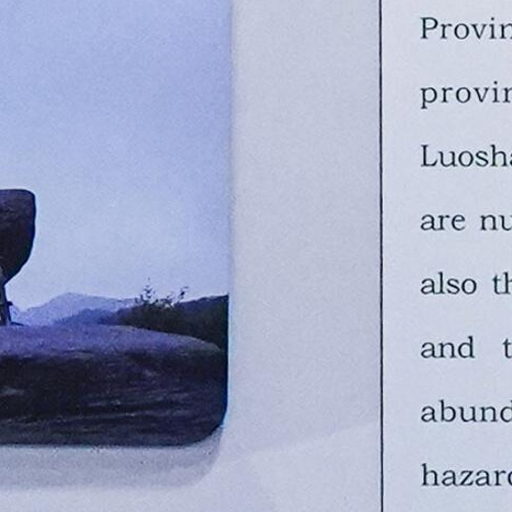 Provin
provin
Luosha
are nu
also th
and t
abund
hazard